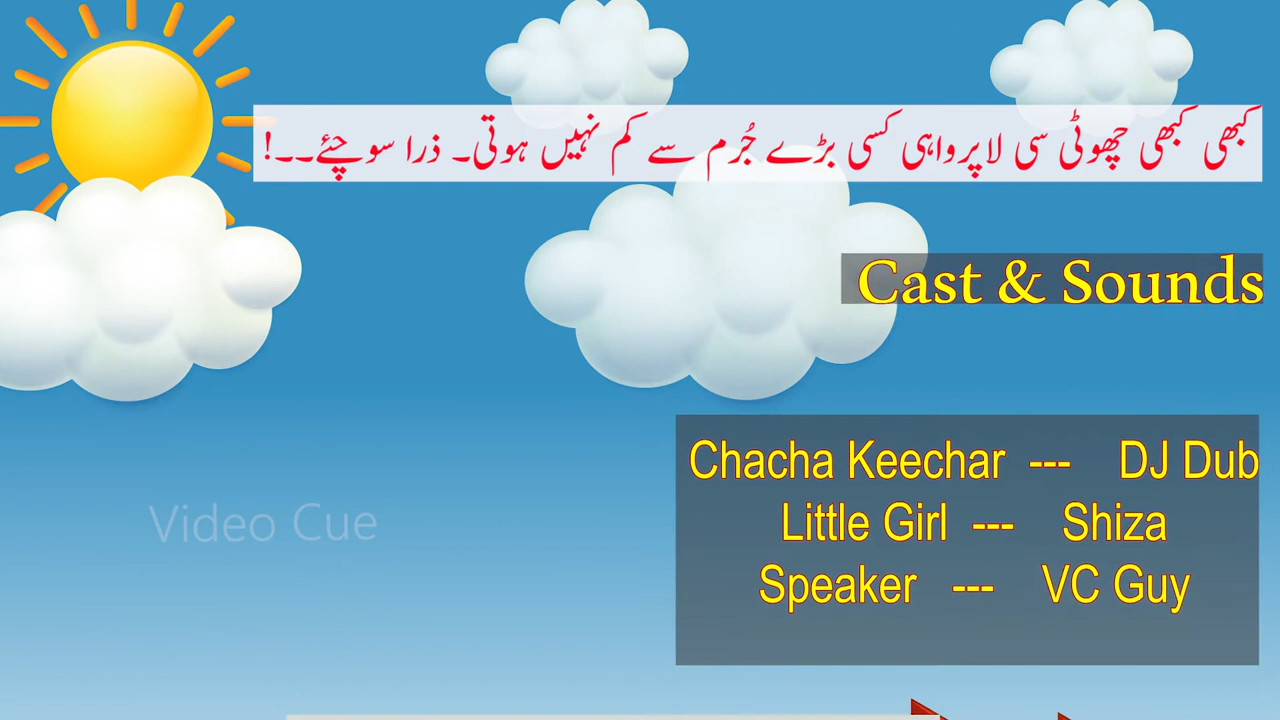 کبھی کبھی چھوٹی سی لاپرواہی کسی بڑے جُرم سے کم نہیں ہوتی۔ ذرا سوچئے۔۔۔!
Cast & Sounds
Chacha Keechar --- DJ Dub
Little Girl --- Shiza
Speaker --- VC Guy
Video Cue